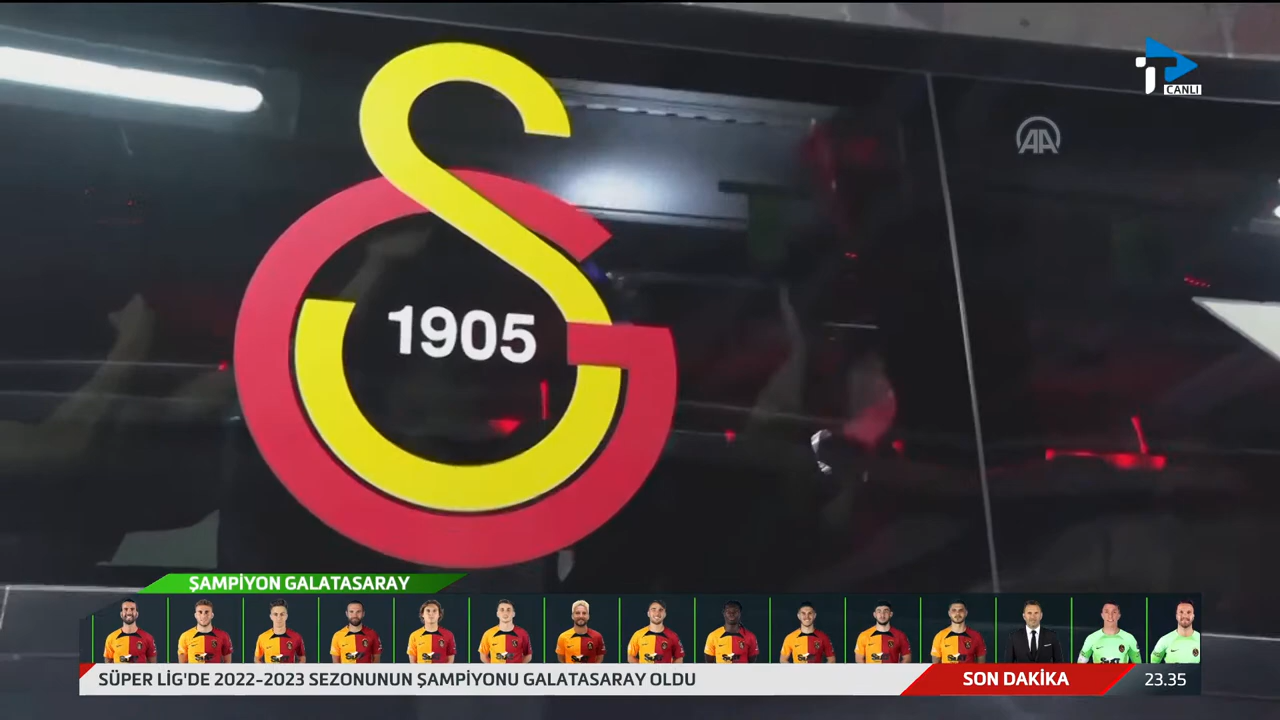 CANLI
AA
1905
ŞAMPİYON GALATASARAY
SÜPER LİG'DE 2022-2023 SEZONUNUN ŞAMPİYONU GALATASARAY OLDU
SON DAKİKA
23.35